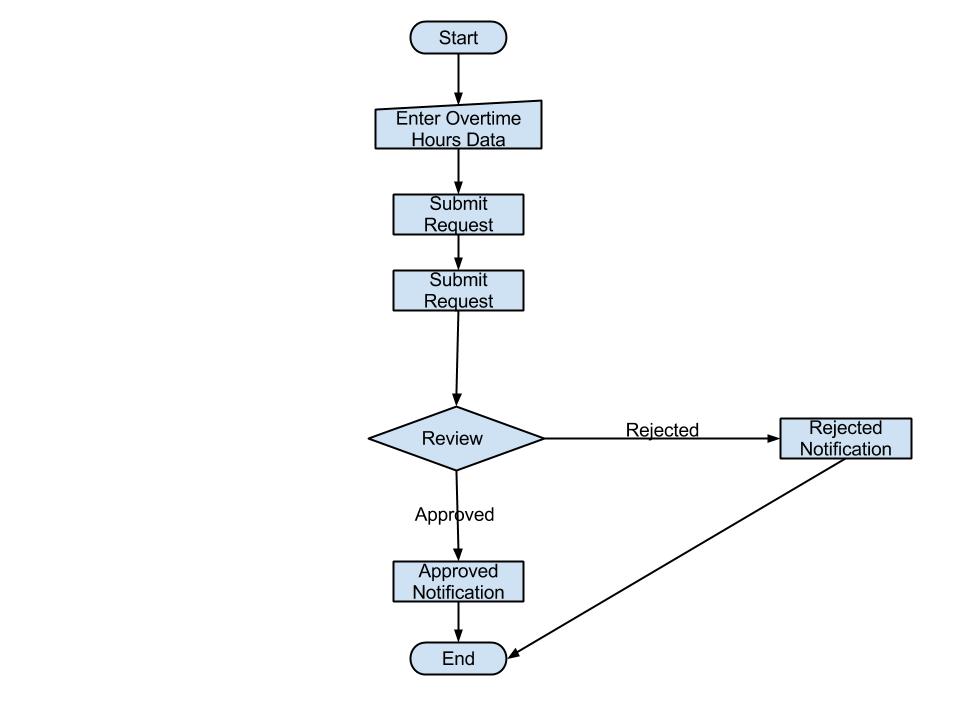 Start
Enter Overtime
Hours Data
Submit
Request
Submit
Request
Review
Rejected
Rejected
Notification
Approved
Approved
Notification
End